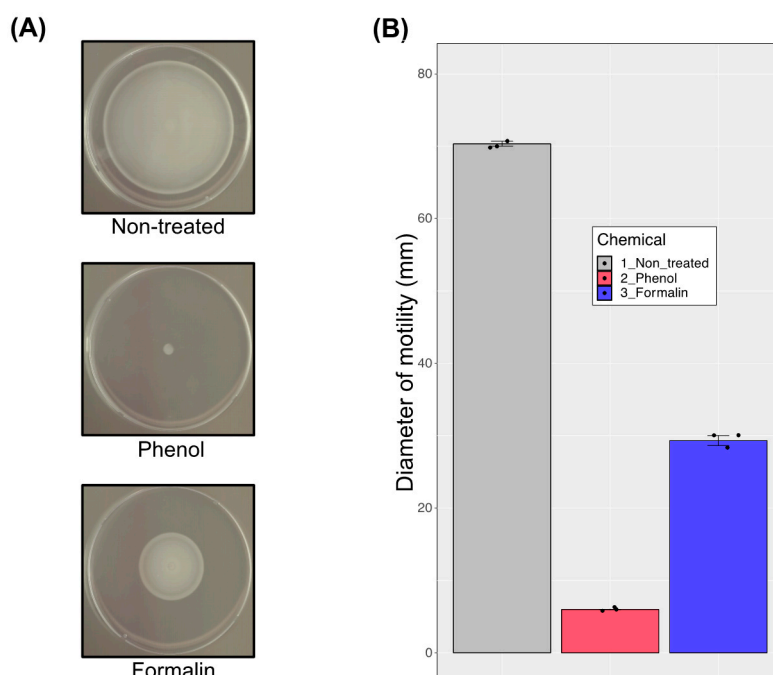 (A)
Non-treated
Phenol
Formalin
(B)
Diameter of motility (mm)
80
60
40
20
0
Chemical
1_Non_treated
2_Phenol
3_Formalin